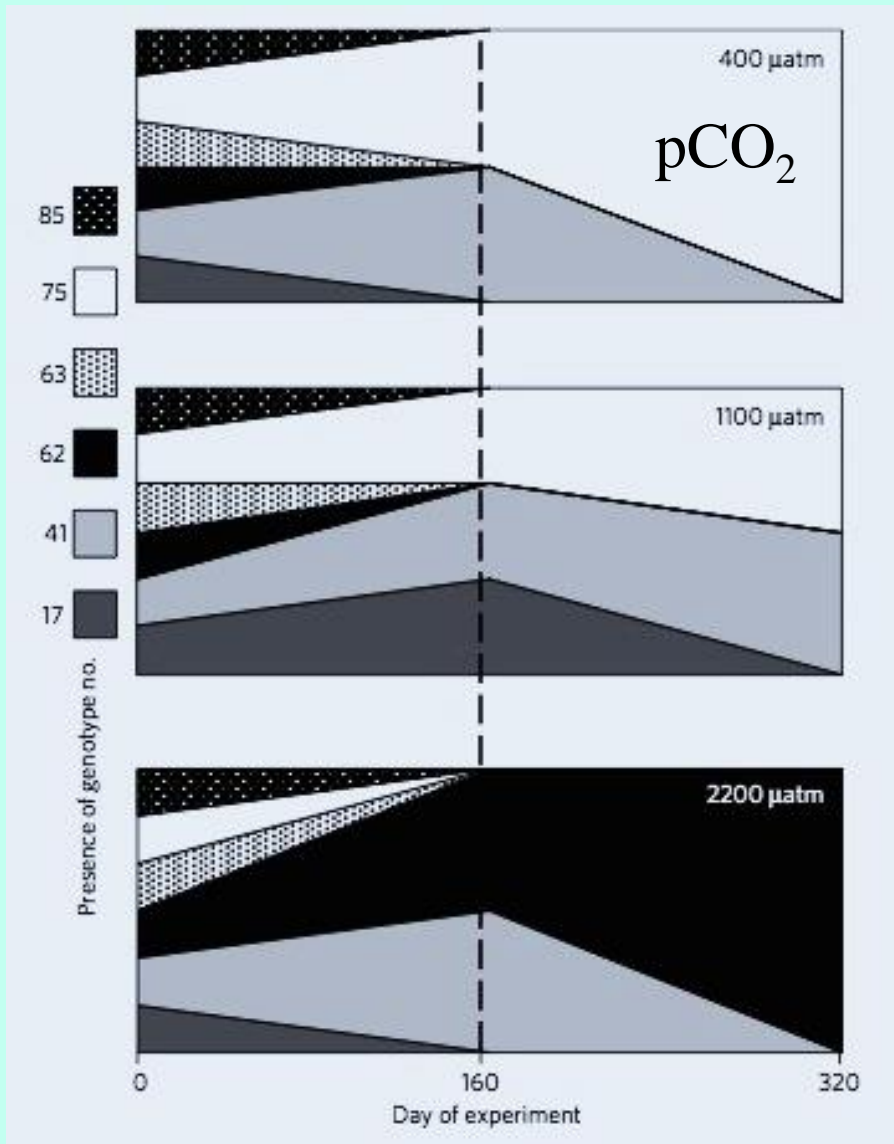 400 µatm
pCO₂
85
75
63
62
41
17
1100 µatm
Presence of genotype no.
2200 µatm
0 160 320
Day of experiment